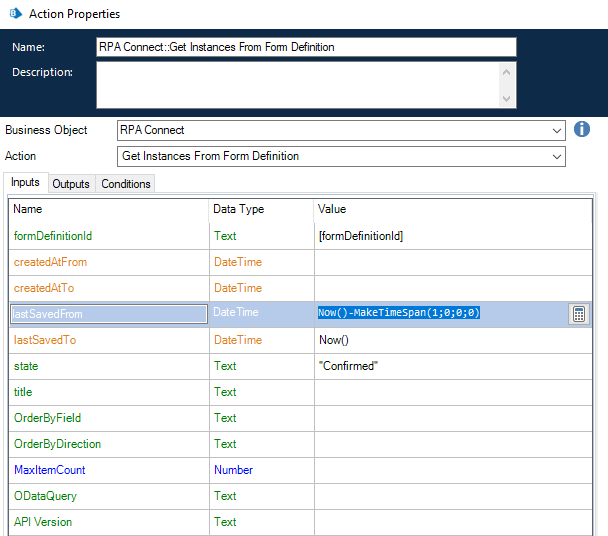 Action Properties
Name: RPA Connect::Get Instances From Form Definition
Description:
Business Object RPA Connect
Action Get Instances From Form Definition
Inputs Outputs Conditions
Name Data Type Value
formDefinitionId Text [formDefinitionId]
createdAtFrom DateTime
createdAtTo DateTime
lastSavedFrom DateTime Now()-MakeTimeSpan(1;0;0;0)
lastSavedTo DateTime Now()
state Text "Confirmed"
title Text
OrderByField Text
OrderByDirection Text
MaxItemCount Number
ODataQuery Text
API Version Text